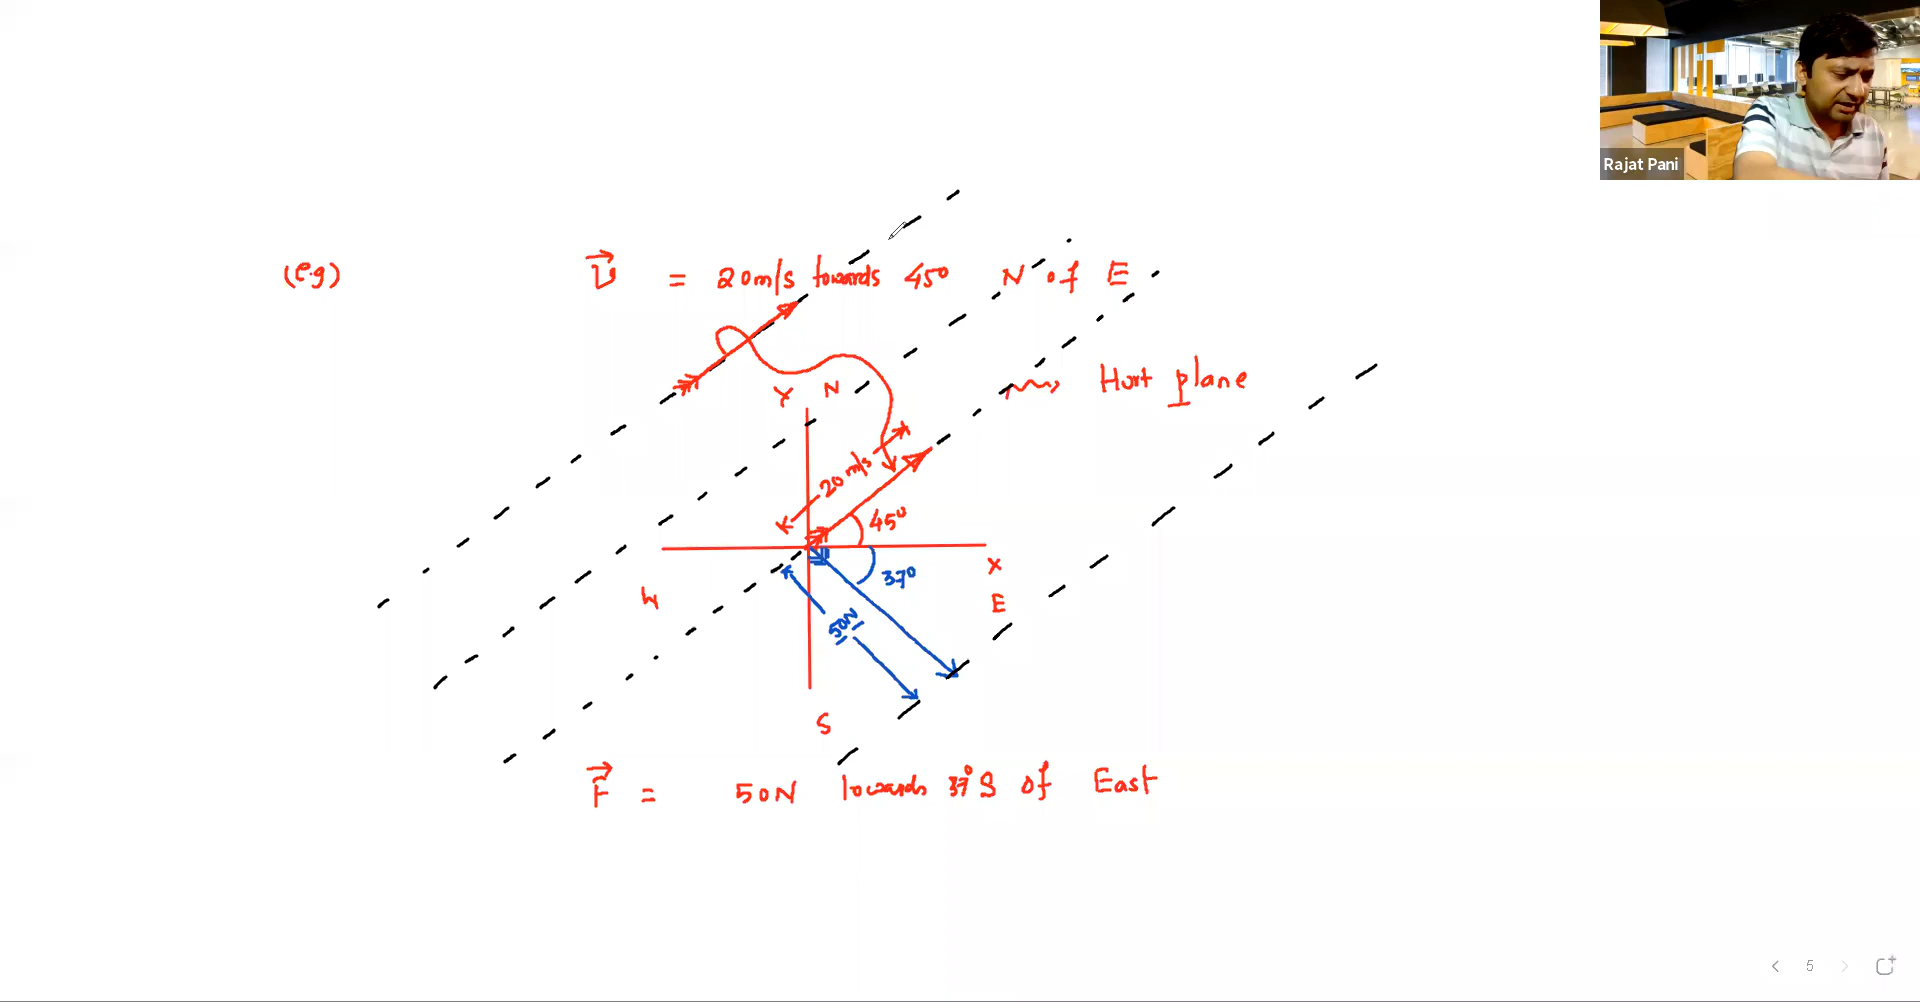 Rajat Pani
(e.g) v = 20m/s towards 45° N of E
Y N
Hort plane
20 m/s
45°
X
37°
W
E
50N
S
F = 50N towards 37° S of East
5